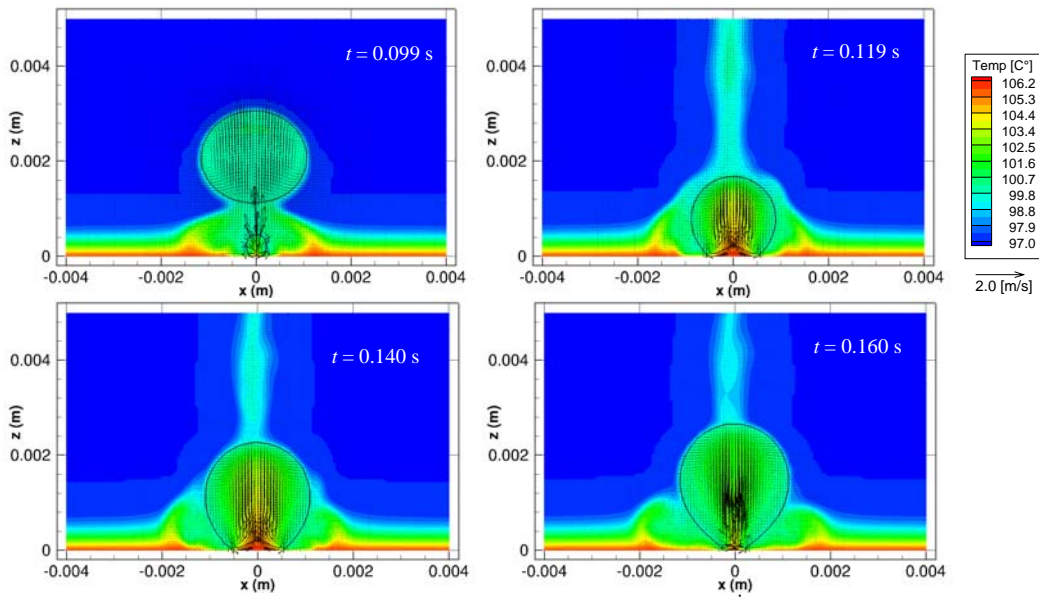 t = 0.099 s
z (m)
0.004
0.002
0
-0.004 -0.002 0 0.002 0.004
x (m)
t = 0.119 s
z (m)
0.004
0.002
0
-0.004 -0.002 0 0.002 0.004
x (m)
Temp [C°]
106.2
105.3
104.4
103.4
102.5
101.6
100.7
99.8
98.8
97.9
97.0
2.0 [m/s]
t = 0.140 s
z (m)
0.004
0.002
0
-0.004 -0.002 0 0.002 0.004
x (m)
t = 0.160 s
z (m)
0.004
0.002
0
-0.004 -0.002 0 0.002 0.004
x (m)